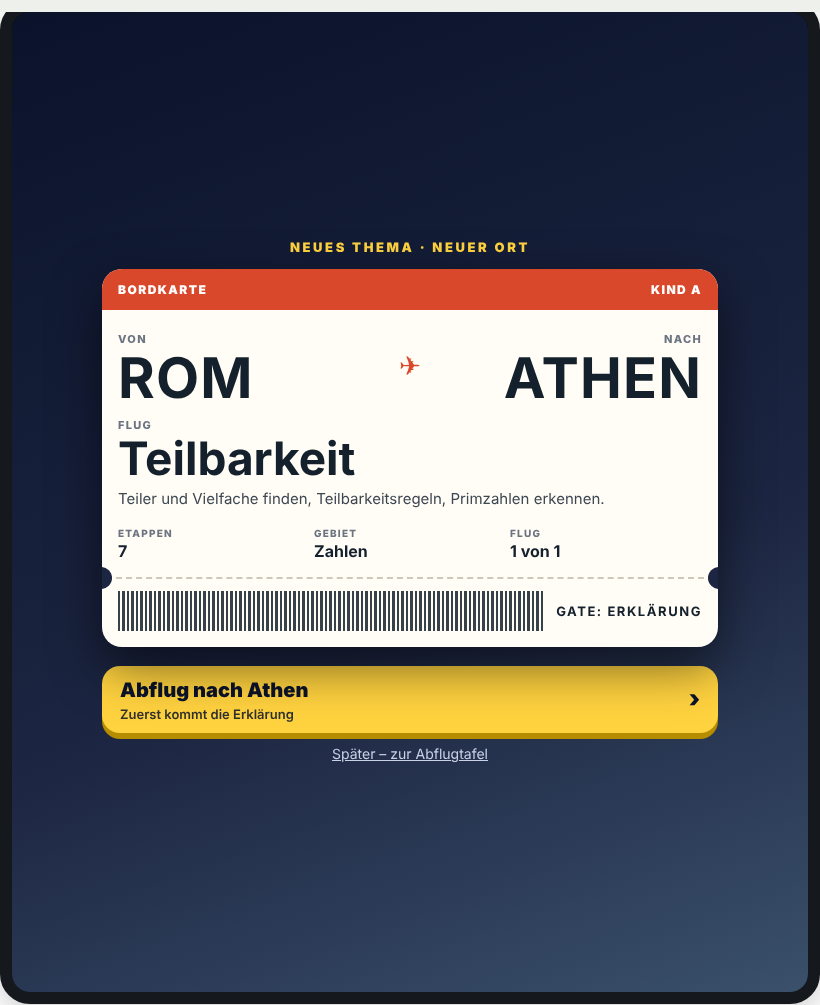 NEUES THEMA · NEUER ORT
BORDKARTE KIND A
VON NACH
ROM ✈ ATHEN
FLUG
Teilbarkeit
Teiler und Vielfache finden, Teilbarkeitsregeln, Primzahlen erkennen.
ETAPPEN GEBIET FLUG
7 Zahlen 1 von 1
GATE: ERKLÄRUNG
Abflug nach Athen ›
Zuerst kommt die Erklärung
Später – zur Abflugtafel